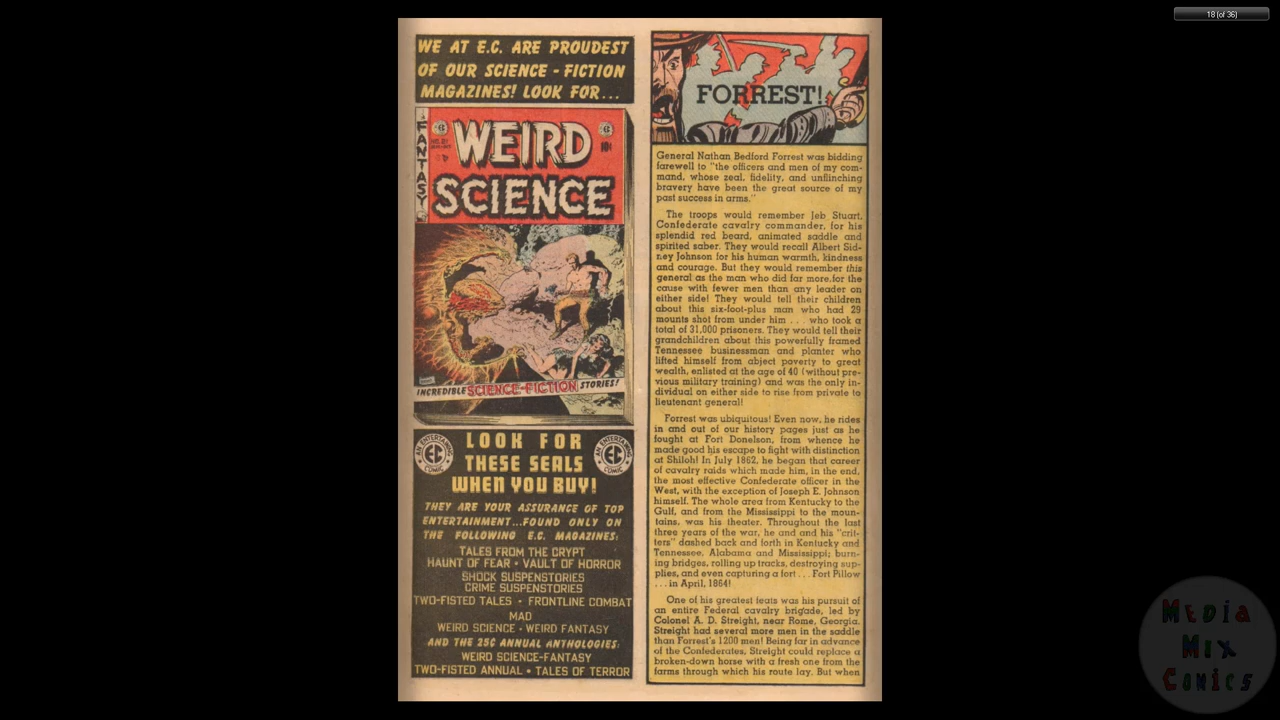 18 (of 36)
WE AT E.C. ARE PROUDEST
OF OUR SCIENCE - FICTION
MAGAZINES! LOOK FOR...
FANTASY
WEIRD
10¢
SCIENCE
INCREDIBLE SCIENCE-FICTION STORIES!
AN ENTERTAINING
EC
COMIC
LOOK FOR
THESE SEALS
WHEN YOU BUY!
AN ENTERTAINING
EC
COMIC
THEY ARE YOUR ASSURANCE OF TOP
ENTERTAINMENT...FOUND ONLY ON
THE FOLLOWING E.C. MAGAZINES:
TALES FROM THE CRYPT
HAUNT OF FEAR • VAULT OF HORROR
SHOCK SUSPENSTORIES
CRIME SUSPENSTORIES
TWO-FISTED TALES • FRONTLINE COMBAT
MAD
WEIRD SCIENCE • WEIRD FANTASY
AND THE 25¢ ANNUAL ANTHOLOGIES:
WEIRD SCIENCE-FANTASY
TWO-FISTED ANNUAL • TALES OF TERROR
FORREST!
General Nathan Bedford Forrest was bidding
farewell to "the officers and men of my com-
mand, whose zeal, fidelity, and unflinching
bravery have been the great source of my
past success in arms."
The troops would remember Jeb Stuart,
Confederate cavalry commander, for his
splendid red beard, animated saddle and
spirited saber. They would recall Albert Sid-
ney Johnson for his human warmth, kindness
and courage. But they would remember this
general as the man who did far more for the
cause with fewer men than any leader on
either side! They would tell their children
about this six-foot-plus man who had 29
mounts shot from under him . . . who took a
total of 31,000 prisoners. They would tell their
grandchildren about this powerfully framed
Tennessee businessman and planter who
lifted himself from abject poverty to great
wealth, enlisted at the age of 40 (without pre-
vious military training) and was the only in-
dividual on either side to rise from private to
lieutenant general!
Forrest was ubiquitous! Even now, he rides
in and out of our history pages just as he
fought at Fort Donelson, from whence he
made good his escape to fight with distinction
at Shiloh! In July 1862, he began that career
of cavalry raids which made him, in the end,
the most effective Confederate officer in the
West, with the exception of Joseph E. Johnson
himself. The whole area from Kentucky to the
Gulf, and from the Mississippi to the moun-
tains, was his theater. Throughout the last
three years of the war, he and and his "crit-
ters" dashed back and forth in Kentucky and
Tennessee, Alabama and Mississippi; burn-
ing bridges, rolling up tracks, destroying sup-
plies, and even capturing a fort . . . Fort Pillow
. . . in April, 1864!
One of his greatest feats was his pursuit of
an entire Federal cavalry brigade, led by
Colonel A. D. Streight, near Rome, Georgia.
Streight had several more men in the saddle
than Forrest's 1200 men! Being far in advance
of the Confederates, Streight could replace a
broken-down horse with a fresh one from the
farms through which his route lay. But when
MEDIA
MIX
COMICS